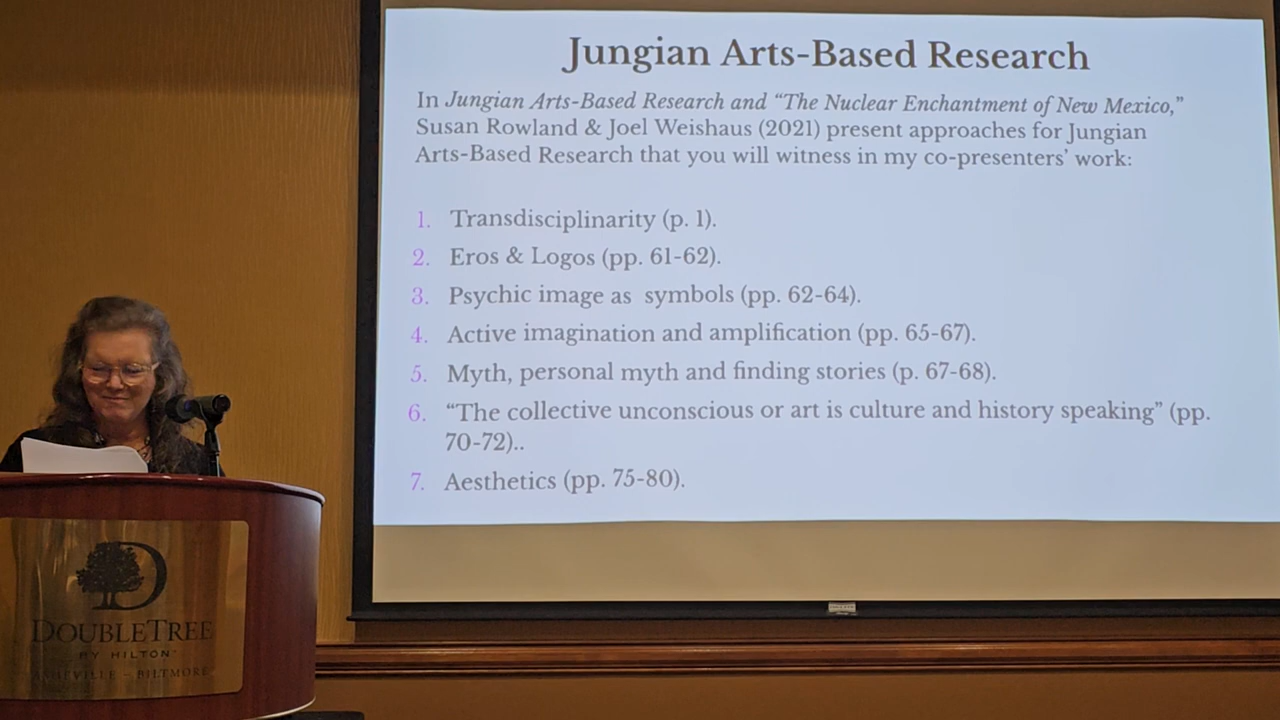 Jungian Arts-Based Research
In Jungian Arts-Based Research and “The Nuclear Enchantment of New Mexico,”
Susan Rowland & Joel Weishaus (2021) present approaches for Jungian
Arts-Based Research that you will witness in my co-presenters’ work:
1. Transdisciplinarity (p. 1).
2. Eros & Logos (pp. 61-62).
3. Psychic image as symbols (pp. 62-64).
4. Active imagination and amplification (pp. 65-67).
5. Myth, personal myth and finding stories (p. 67-68).
6. “The collective unconscious or art is culture and history speaking” (pp.
70-72)..
7. Aesthetics (pp. 75-80).
D
DOUBLETREE
BY HILTON
ASHEVILLE - BILTMORE